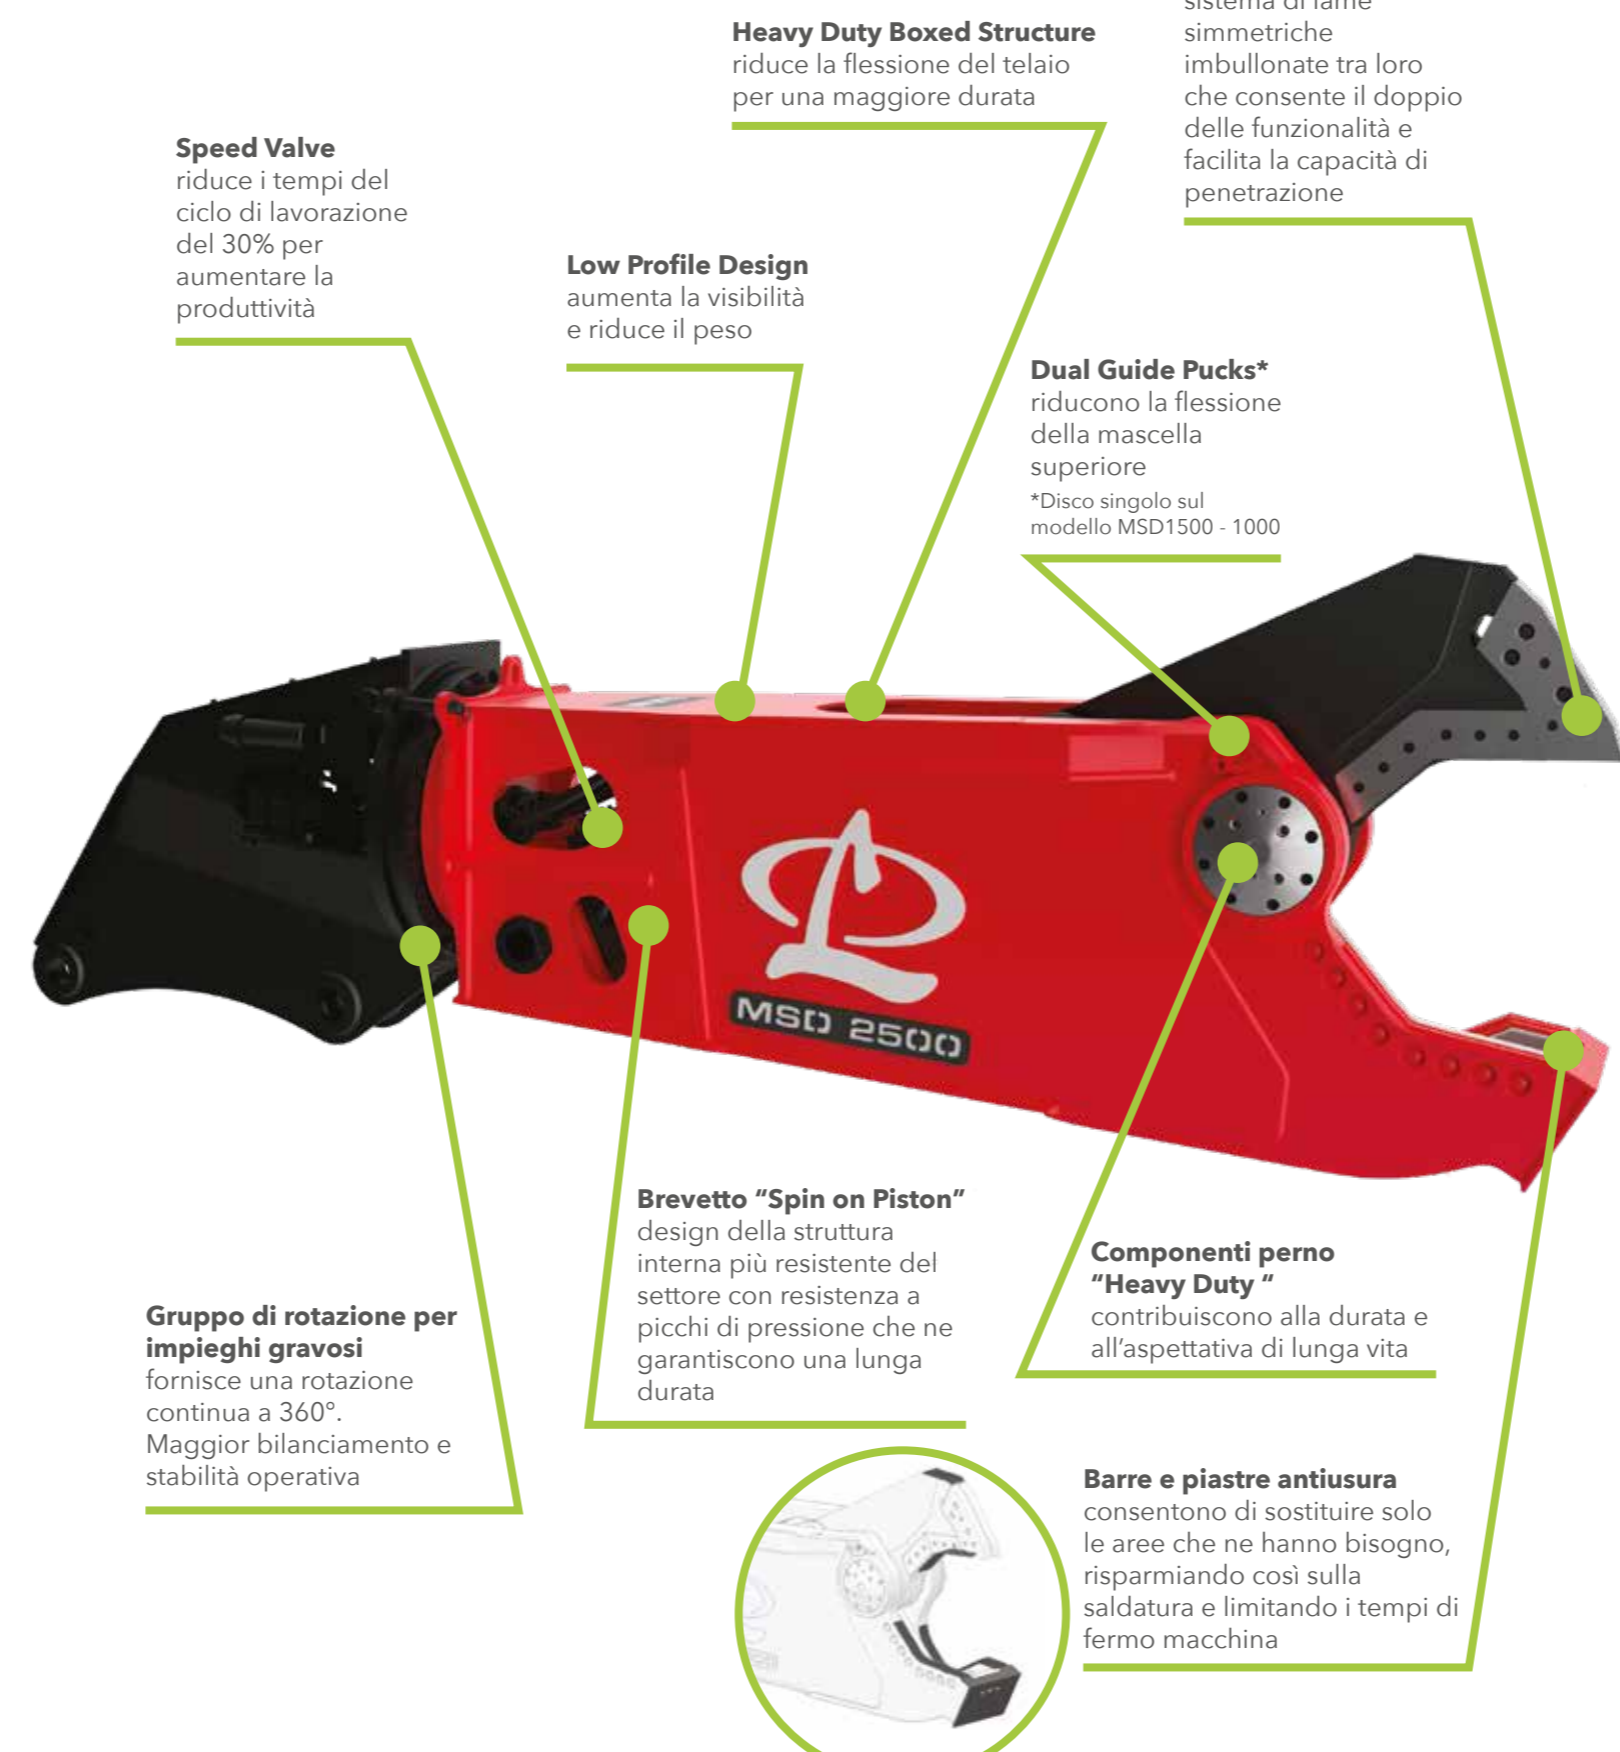 sistema di lame
simmetriche
imbullonate tra loro
che consente il doppio
delle funzionalità e
facilita la capacità di
penetrazione
Heavy Duty Boxed Structure
riduce la flessione del telaio
per una maggiore durata
Speed Valve
riduce i tempi del
ciclo di lavorazione
del 30% per
aumentare la
produttività
Low Profile Design
aumenta la visibilità
e riduce il peso
Dual Guide Pucks*
riducono la flessione
della mascella
superiore
*Disco singolo sul
modello MSD1500 - 1000
MSD 2500
Brevetto “Spin on Piston”
design della struttura
interna più resistente del
settore con resistenza a
picchi di pressione che ne
garantiscono una lunga
durata
Componenti perno
“Heavy Duty “
contribuiscono alla durata e
all’aspettativa di lunga vita
Gruppo di rotazione per
impieghi gravosi
fornisce una rotazione
continua a 360°.
Maggior bilanciamento e
stabilità operativa
Barre e piastre antiusura
consentono di sostituire solo
le aree che ne hanno bisogno,
risparmiando così sulla
saldatura e limitando i tempi di
fermo macchina